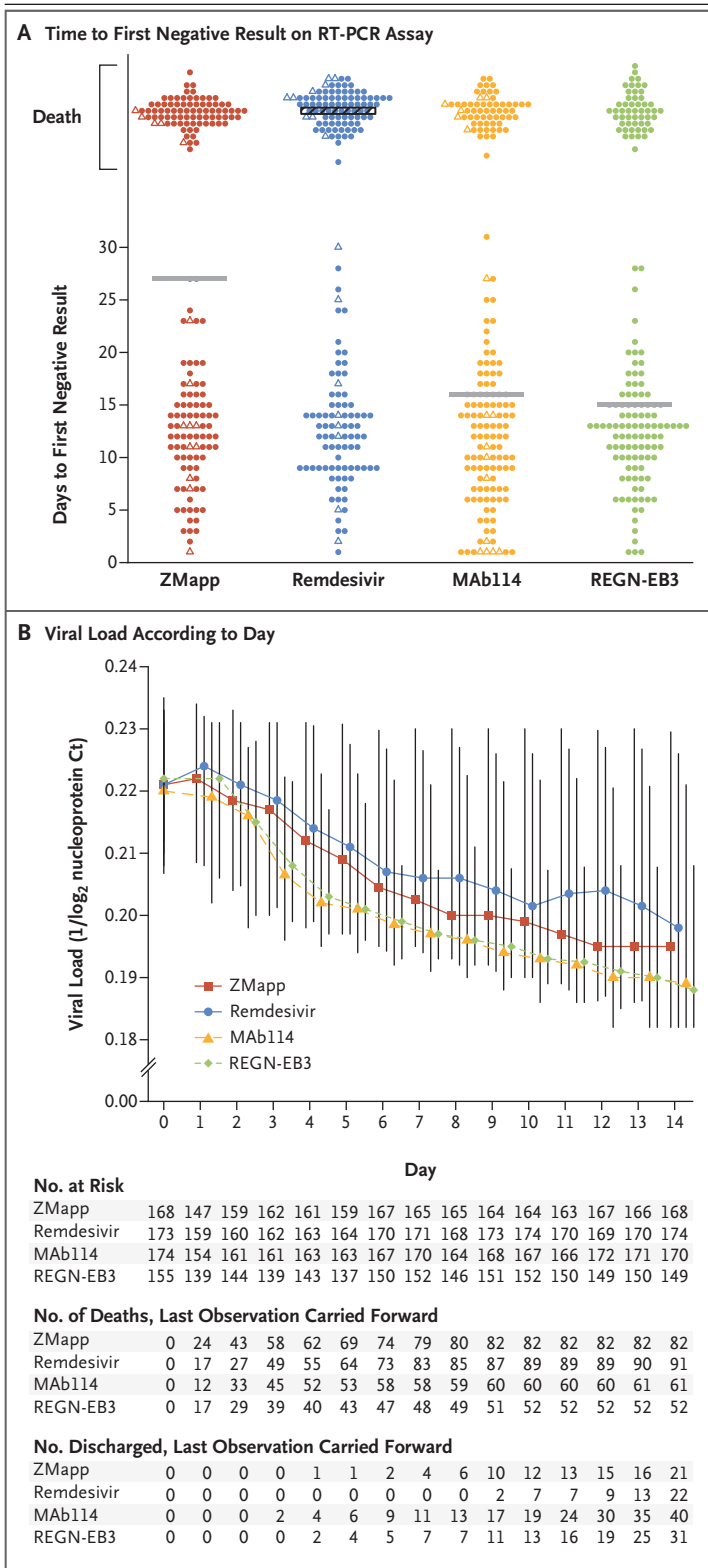 A Time to First Negative Result on RT-PCR Assay
Death
Days to First Negative Result
30
25
20
15
10
5
0
ZMapp Remdesivir MAb114 REGN-EB3
B Viral Load According to Day
Viral Load (1/log2 nucleoprotein Ct)
0.24
0.23
0.22
0.21
0.20
0.19
0.18
0.00
ZMapp
Remdesivir
MAb114
REGN-EB3
0 1 2 3 4 5 6 7 8 9 10 11 12 13 14
Day
No. at Risk
ZMapp 168 147 159 162 161 159 167 165 165 164 164 163 167 166 168
Remdesivir 173 159 160 162 163 164 170 171 168 173 174 170 169 170 174
MAb114 174 154 161 161 163 163 167 170 164 168 167 166 172 171 170
REGN-EB3 155 139 144 139 143 137 150 152 146 151 152 150 149 150 149
No. of Deaths, Last Observation Carried Forward
ZMapp 0 24 43 58 62 69 74 79 80 82 82 82 82 82 82
Remdesivir 0 17 27 49 55 64 73 83 85 87 89 89 89 90 91
MAb114 0 12 33 45 52 53 58 58 59 60 60 60 60 61 61
REGN-EB3 0 17 29 39 40 43 47 48 49 51 52 52 52 52 52
No. Discharged, Last Observation Carried Forward
ZMapp 0 0 0 0 1 1 2 4 6 10 12 13 15 16 21
Remdesivir 0 0 0 0 0 0 0 0 0 2 7 7 9 13 22
MAb114 0 0 0 2 4 6 9 11 13 17 19 24 30 35 40
REGN-EB3 0 0 0 0 2 4 5 7 7 11 13 16 19 25 31